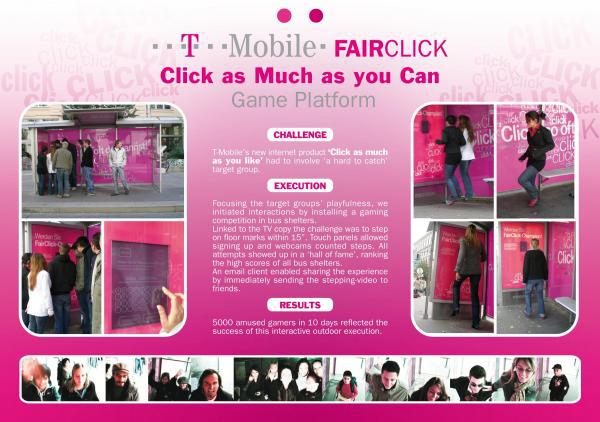 T··Mobile· FAIRCLICK
Click as Much as you Can
Game Platform
CHALLENGE
T-Mobile's new internet product 'Click as much
as you like' had to involve 'a hard to catch'
target group.
EXECUTION
Focusing the target groups' playfulness, we
initiated interactions by installing a gaming
competition in bus shelters.
Linked to the TV copy the challenge was to step
on floor marks within 15". Touch panels allowed
signing up and webcams counted steps. All
attempts showed up in a 'hall of fame', ranking
the high scores of all bus shelters.
An email client enabled sharing the experience
by immediately sending the stepping-video to
friends.
RESULTS
5000 amused gamers in 10 days reflected the
success of this interactive outdoor execution.
click
CLICK
Werden Sie
FairClick-Champion!